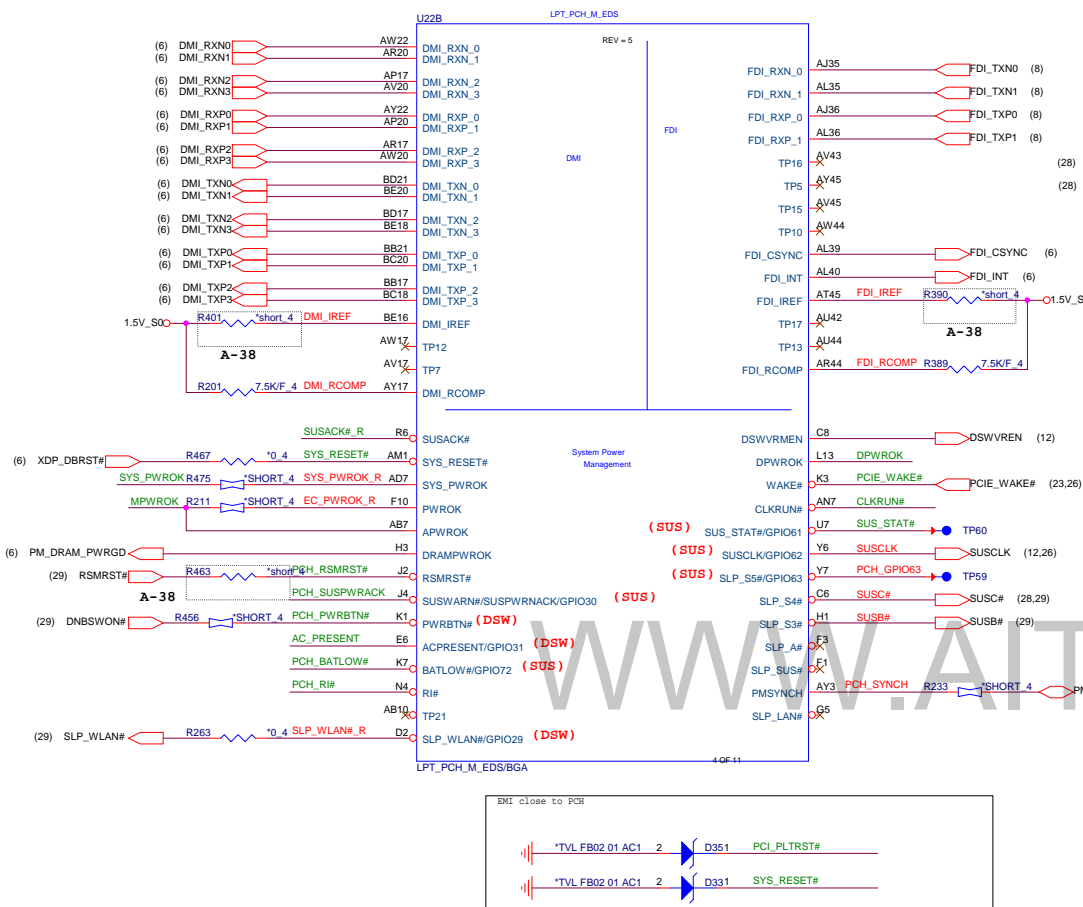 U22B
LPT_PCH_M_EDS
REV = 5
(6) DMI_RXN0 AW22 DMI_RXN_0
(6) DMI_RXN1 AR20 DMI_RXN_1
(6) DMI_RXN2 AP17 DMI_RXN_2
(6) DMI_RXN3 AV20 DMI_RXN_3
(6) DMI_RXP0 AY22 DMI_RXP_0
(6) DMI_RXP1 AP20 DMI_RXP_1
(6) DMI_RXP2 AR17 DMI_RXP_2
(6) DMI_RXP3 AW20 DMI_RXP_3
(6) DMI_TXN0 BD21 DMI_TXN_0
(6) DMI_TXN1 BE20 DMI_TXN_1
(6) DMI_TXN2 BD17 DMI_TXN_2
(6) DMI_TXN3 BE18 DMI_TXN_3
(6) DMI_TXP0 BB21 DMI_TXP_0
(6) DMI_TXP1 BC20 DMI_TXP_1
(6) DMI_TXP2 BB17 DMI_TXP_2
(6) DMI_TXP3 BC18 DMI_TXP_3
1.5V_S0 R401 *short_4 DMI_IREF BE16 DMI_IREF
A-38
AW17 TP12
AV17 TP7
R201 7.5K/F_4 DMI_RCOMP AY17 DMI_RCOMP
DMI
FDI
FDI_RXN_0 AJ35 FDI_TXN0 (8)
FDI_RXN_1 AL35 FDI_TXN1 (8)
FDI_RXP_0 AJ36 FDI_TXP0 (8)
FDI_RXP_1 AL36 FDI_TXP1 (8)
TP16 AV43
(28)
TP5 AY45
(28)
TP15 AV45
TP10 AW44
FDI_CSYNC AL39 FDI_CSYNC (6)
FDI_INT AL40 FDI_INT (6)
FDI_IREF AT45 FDI_IREF R390 *short_4 1.5V_S
A-38
TP17 AU42
TP13 AU44
FDI_RCOMP AR44 FDI_RCOMP R389 7.5K/F_4
System Power
Management
SUSACK#_R R6 SUSACK#
(6) XDP_DBRST# R467 *0_4 SYS_RESET# AM1 SYS_RESET#
SYS_PWROK R475 *SHORT_4 SYS_PWROK_R AD7 SYS_PWROK
MPWROK R211 *SHORT_4 EC_PWROK_R F10 PWROK
AB7 APWROK
(6) PM_DRAM_PWRGD H3 DRAMPWROK
(29) RSMRST# R463 *short_4 PCH_RSMRST# J2 RSMRST#
A-38
PCH_SUSPWRACK J4 SUSWARN#/SUSPWRNACK/GPIO30 (SUS)
(29) DNBSWON# R456 *SHORT_4 PCH_PWRBTN# K1 PWRBTN# (DSW)
AC_PRESENT E6 ACPRESENT/GPIO31 (DSW)
PCH_BATLOW# K7 BATLOW#/GPIO72 (SUS)
PCH_RI# N4 RI#
AB10 TP21
(29) SLP_WLAN# R263 *0_4 SLP_WLAN#_R D2 SLP_WLAN#/GPIO29 (DSW)
DSWVRMEN C8 DSWVREN (12)
DPWROK L13 DPWROK
WAKE# K3 PCIE_WAKE# PCIE_WAKE# (23,26)
CLKRUN# AN7 CLKRUN#
(SUS) SUS_STAT#/GPIO61 U7 SUS_STAT# TP60
(SUS) SUSCLK/GPIO62 Y6 SUSCLK SUSCLK (12,26)
(SUS) SLP_S5#/GPIO63 Y7 PCH_GPIO63 TP59
SLP_S4# C6 SUSC# SUSC# (28,29)
SLP_S3# H1 SUSB# SUSB# (29)
SLP_A# F3
SLP_SUS# F1
PMSYNCH AY3 PCH_SYNCH R233 *SHORT_4 PM
SLP_LAN# G5
WWW.AIT
LPT_PCH_M_EDS/BGA
4 OF 11
EMI close to PCH
*TVL FB02 01 AC1 2 D35 1 PCI_PLTRST#
*TVL FB02 01 AC1 2 D33 1 SYS_RESET#